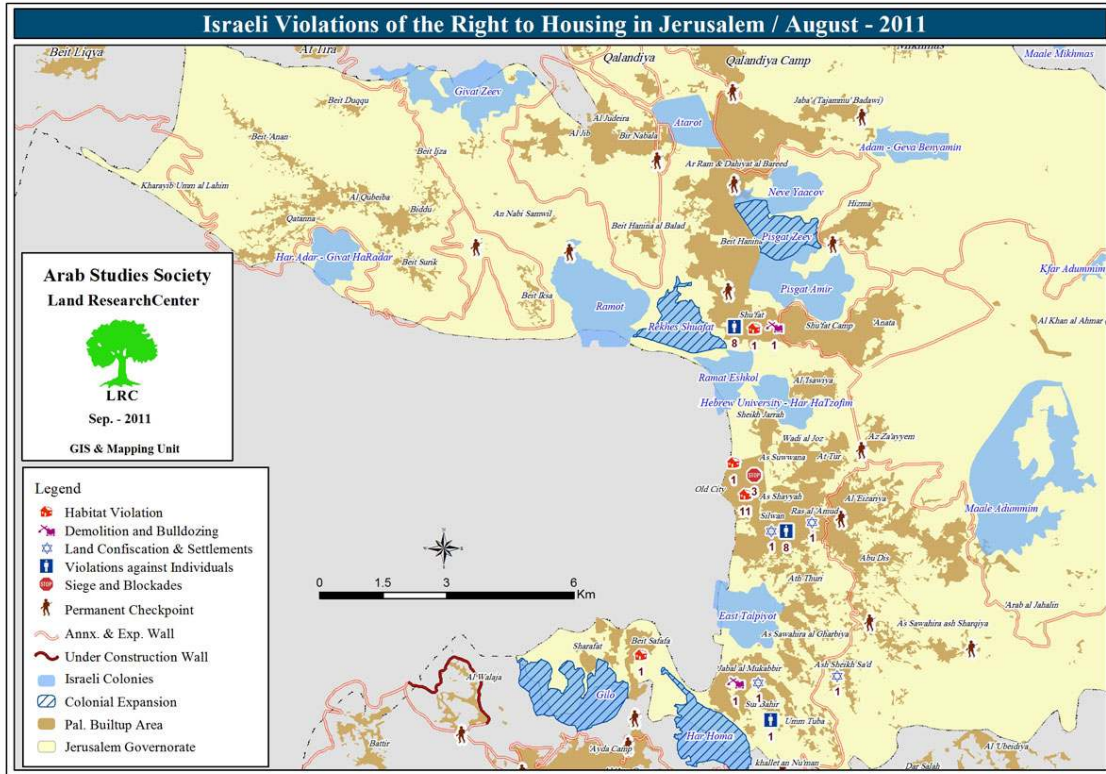 Israeli Violations of the Right to Housing in Jerusalem / August - 2011
Beit Liqya
At Tira
Qalandiya
Qalandiya Camp
Mikhmas
Maale Mikhmas
Givat Zeev
Beit Duqqu
Al Judeira
Atarot
Jaba' (Tajammu' Badawi)
Beit 'Anan
Beit Ijza
Al Jib
Bir Nabala
Adam - Geva Benyamin
Ar Ram & Dahiyat al Bareed
Kharayib Umm al Lahim
Al Qubeiba
Neve Yaacov
Hizma
Qatanna
Biddu
An Nabi Samwil
Beit Hanina al Balad
Beit Hanina
Pisgat Zeev
Har Adar - Givat HaRadar
Beit Surik
Kfar Adummim
Arab Studies Society
Land ResearchCenter
Beit Iksa
Ramot
Rekhes Shuafat
Pisgat Amir
Shu'fat
Shu'fat Camp
'Anata
Al Khan al Ahmar
8
1
1
Ramat Eshkol
Al 'Isawiya
LRC
Hebrew University - Har HaTzofim
Sheikh Jarrah
Sep. - 2011
Wadi al Joz
Az Za'ayyem
GIS & Mapping Unit
As Suwwana
At Tur
1
STOP
3
Old City
As Shayyah
Al 'Eizariya
Maale Adummim
11
Silwan
Ras al 'Amud
1
8
1
'Abu Dis
Ath Thuri
'Arab al Jahalin
East Talpiyot
As Sawahira al Gharbiya
As Sawahira ash Sharqiya
Legend
Habitat Violation
Demolition and Bulldozing
Land Confiscation & Settlements
Violations against Individuals
STOP
Siege and Blockades
Permanent Checkpoint
Annx. & Exp. Wall
Under Construction Wall
Israeli Colonies
Colonial Expansion
Pal. Builtup Area
Jerusalem Governorate
0
1.5
3
6
Km
Sharafat
Beit Safafa
1
Al Walaja
Gilo
Jabal al Mukabbir
Ash Sheikh Sa'd
1
1
1
Sur Bahir
Umm Tuba
1
Har Homa
Battir
'Ayda Camp
khallet an Nu'man
Dar Salah
Al 'Ubeidiya